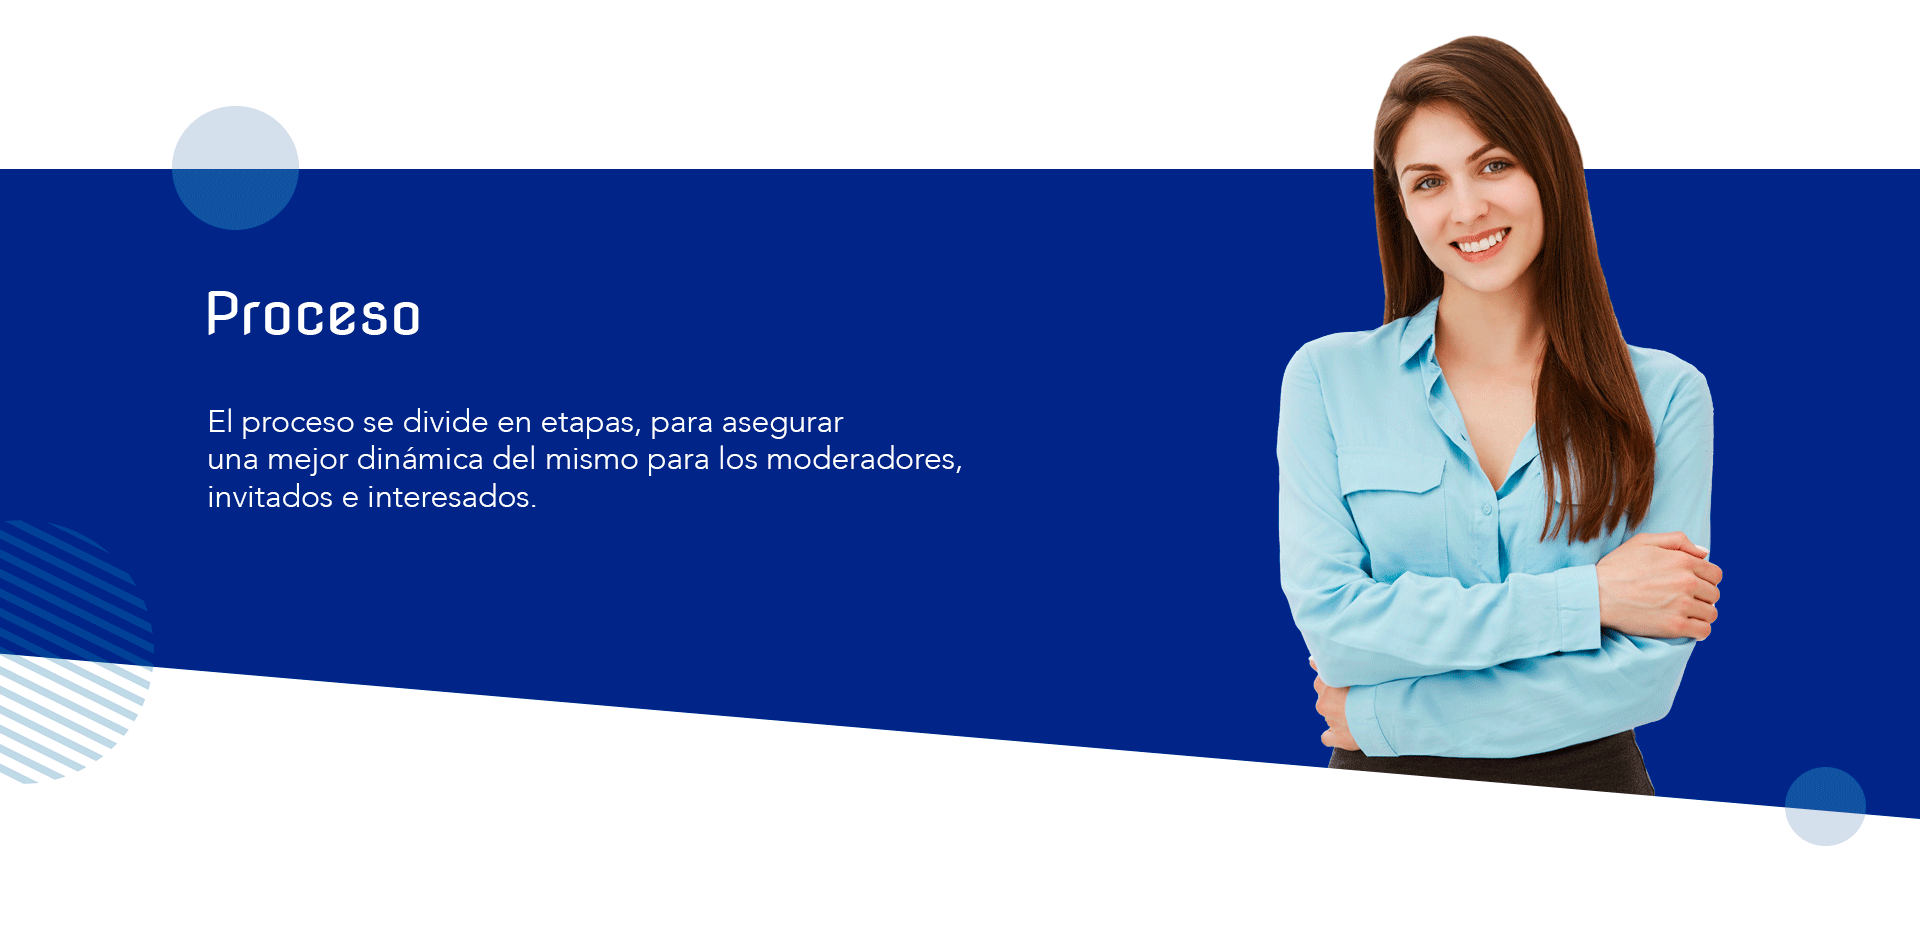 Proceso
El proceso se divide en etapas, para asegurar
una mejor dinámica del mismo para los moderadores,
invitados e interesados.